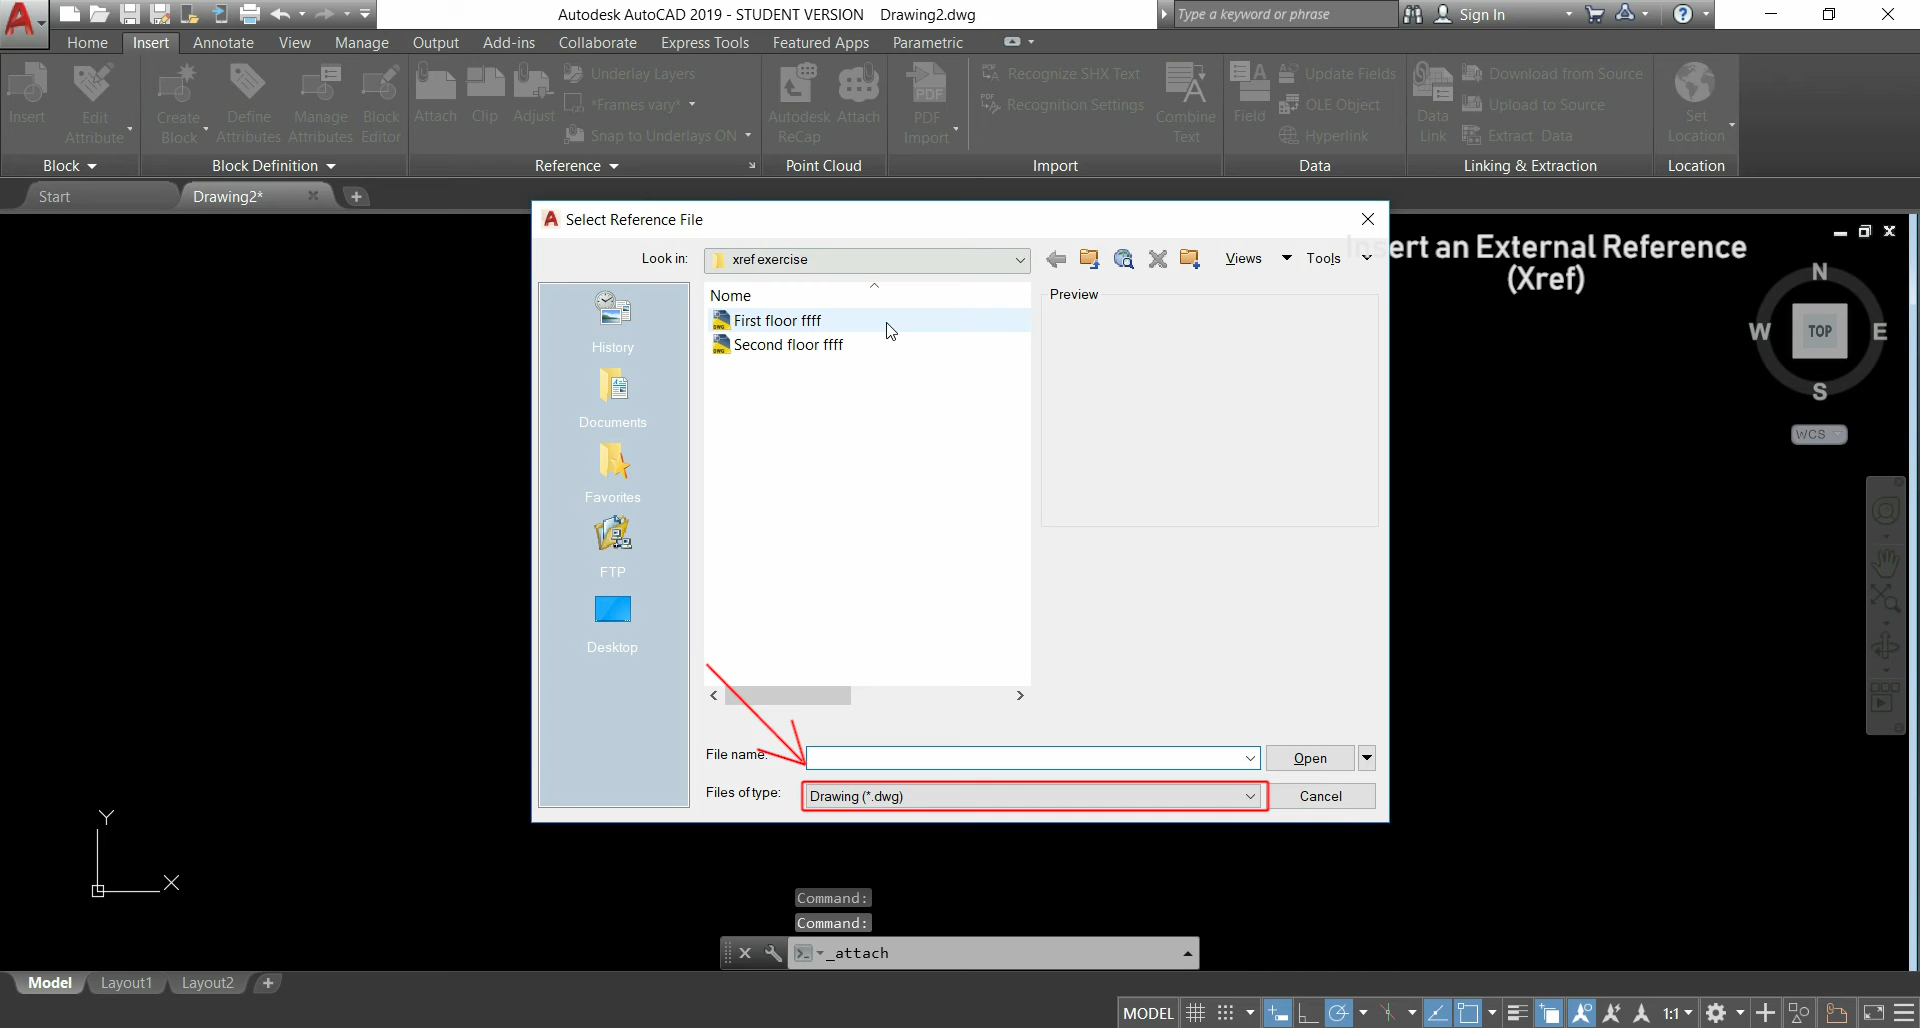 Autodesk AutoCAD 2019 - STUDENT VERSION Drawing2.dwg
Type a keyword or phrase
Sign In
Home Insert Annotate View Manage Output Add-ins Collaborate Express Tools Featured Apps Parametric
Insert
Edit
Attribute
Create
Block
Define
Attributes
Manage
Attributes
Block
Editor
Attach
Clip
Adjust
Underlay Layers
*Frames vary*
Snap to Underlays ON
Autodesk
ReCap
Attach
PDF
PDF
Import
Recognize SHX Text
Recognition Settings
Combine
Text
Field
Update Fields
OLE Object
Hyperlink
Data
Link
Download from Source
Upload to Source
Extract Data
Set
Location
Block
Block Definition
Reference
Point Cloud
Import
Data
Linking & Extraction
Location
Start
Drawing2*
Select Reference File
Look in:
xref exercise
Views
Tools
nsert an External Reference
(Xref)
History
Documents
Favorites
FTP
Desktop
Nome
First floor ffff
Second floor ffff
Preview
File name:
Open
Files of type:
Drawing (*.dwg)
Cancel
N
W
TOP
E
S
WCS
Y
X
Command:
Command:
_attach
Model
Layout1
Layout2
MODEL
1:1